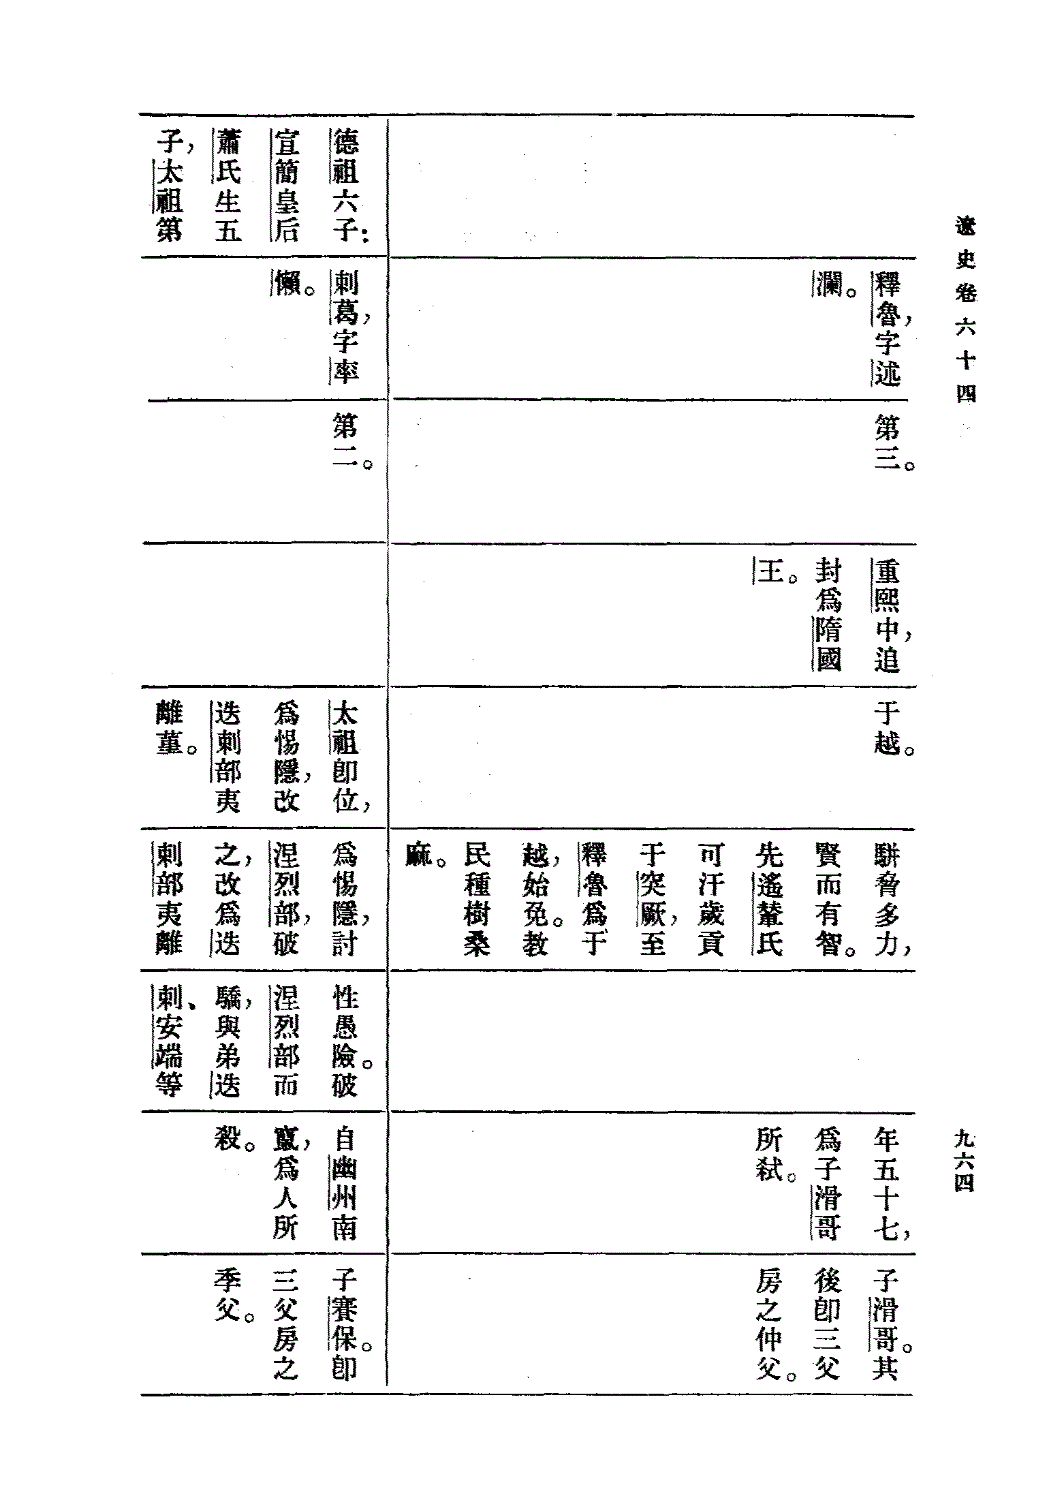 遼史卷六十四
九六四
釋魯，字述
瀾。
第三。
重熙中，追
封爲隋國
王。
于越。
駢脅多力，
賢而有智。
先遙輦氏
可汗歲貢
于突厥，至
釋魯爲于
越，始免。教
民種樹桑
麻。
年五十七，
爲子滑哥
所弒。
子滑哥。其
後卽三父
房之仲父。
德祖六子：
宣簡皇后
蕭氏生五
子，太祖第
剌葛，字率
懶。
第二。
太祖卽位，
爲惕隱，改
迭剌部夷
離菫。
爲惕隱，討
涅烈部，破
之，改爲迭
剌部夷離
性愚險。破
涅烈部而
驕，與弟迭
剌、安端等
自幽州南
竄，爲人所
殺。
子賽保。卽
三父房之
季父。